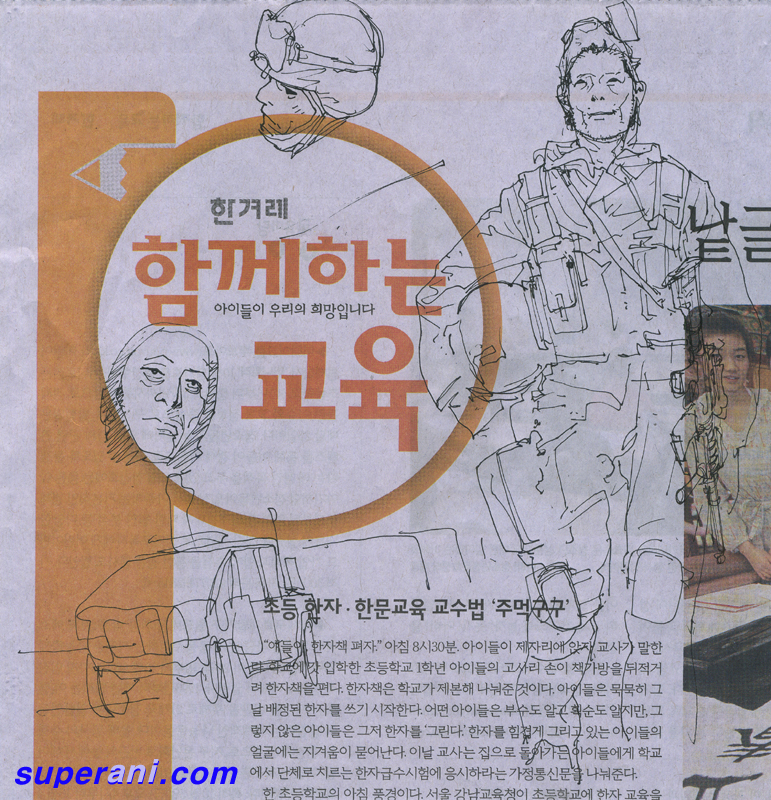 한겨레
함께하는
아이들이 우리의 희망입니다
교육
낱글
초등 한자·한문교육 교수법 ‘주먹구구’
“얘들아, 한자책 펴자.” 아침 8시30분. 아이들이 제자리에 앉자 교사가 말한
다. 학교에 갓 입학한 초등학교 1학년 아이들의 고사리 손이 책가방을 뒤적거
려 한자책을 편다. 한자책은 학교가 제본해 나눠준 것이다. 아이들은 묵묵히 그
날 배정된 한자를 쓰기 시작한다. 어떤 아이들은 부수도 알고 획순도 알지만, 그
렇지 않은 아이들은 그저 한자를 ‘그린다.’ 한자를 힘겹게 그리고 있는 아이들의
얼굴에는 지겨움이 묻어난다. 이날 교사는 집으로 돌아가는 아이들에게 학교
에서 단체로 치르는 한자급수시험에 응시하라는 가정통신문을 나눠준다.
한 초등학교의 아침 풍경이다. 서울 강남교육청이 초등학교에 한자 교육을
superani.com